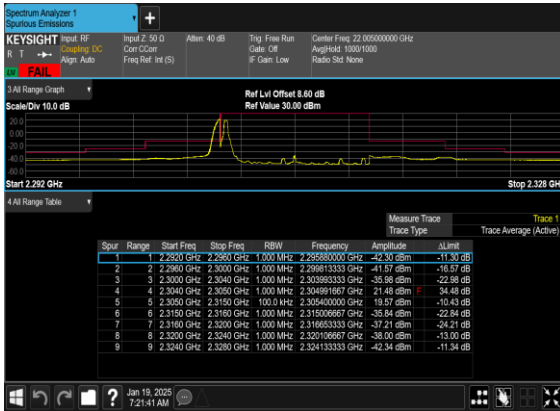 Spectrum Analyzer 1
Spurious Emissions
KEYSIGHT Input: RF Input Z: 50 Ω Atten: 40 dB Trig: Free Run Center Freq: 22.005000000 GHz
R T Coupling: DC Corr CCorr Gate: Off Avg|Hold: 1000/1000
Align: Auto Freq Ref: Int (S) IF Gain: Low Radio Std: None
FAIL
3 All Range Graph Ref Lvl Offset 8.60 dB
Scale/Div 10.0 dB Ref Value 30.00 dBm
20.0
0.00
-20.0
-40.0
-60.0
Start 2.292 GHz Stop 2.328 GH
4 All Range Table
Measure Trace Trace 1
Trace Type Trace Average (Active)
Spur Range Start Freq Stop Freq RBW Frequency Amplitude ΔLimit
1 1 2.2920 GHz 2.2960 GHz 1.000 MHz 2.295880000 GHz -42.30 dBm -11.30 dB
2 2 2.2960 GHz 2.3000 GHz 1.000 MHz 2.299813333 GHz -41.57 dBm -16.57 dB
3 3 2.3000 GHz 2.3040 GHz 1.000 MHz 2.303993333 GHz -35.98 dBm -22.98 dB
4 4 2.3040 GHz 2.3050 GHz 1.000 MHz 2.304991667 GHz 21.48 dBm F 34.48 dB
5 5 2.3050 GHz 2.3150 GHz 100.0 kHz 2.305400000 GHz 19.57 dBm -10.43 dB
6 6 2.3150 GHz 2.3160 GHz 1.000 MHz 2.315006667 GHz -35.84 dBm -22.84 dB
7 7 2.3160 GHz 2.3200 GHz 1.000 MHz 2.316653333 GHz -37.21 dBm -24.21 dB
8 8 2.3200 GHz 2.3240 GHz 1.000 MHz 2.320106667 GHz -38.00 dBm -13.00 dB
9 9 2.3240 GHz 2.3280 GHz 1.000 MHz 2.324133333 GHz -42.34 dBm -11.34 dB
Jan 19, 2025
7:21:41 AM